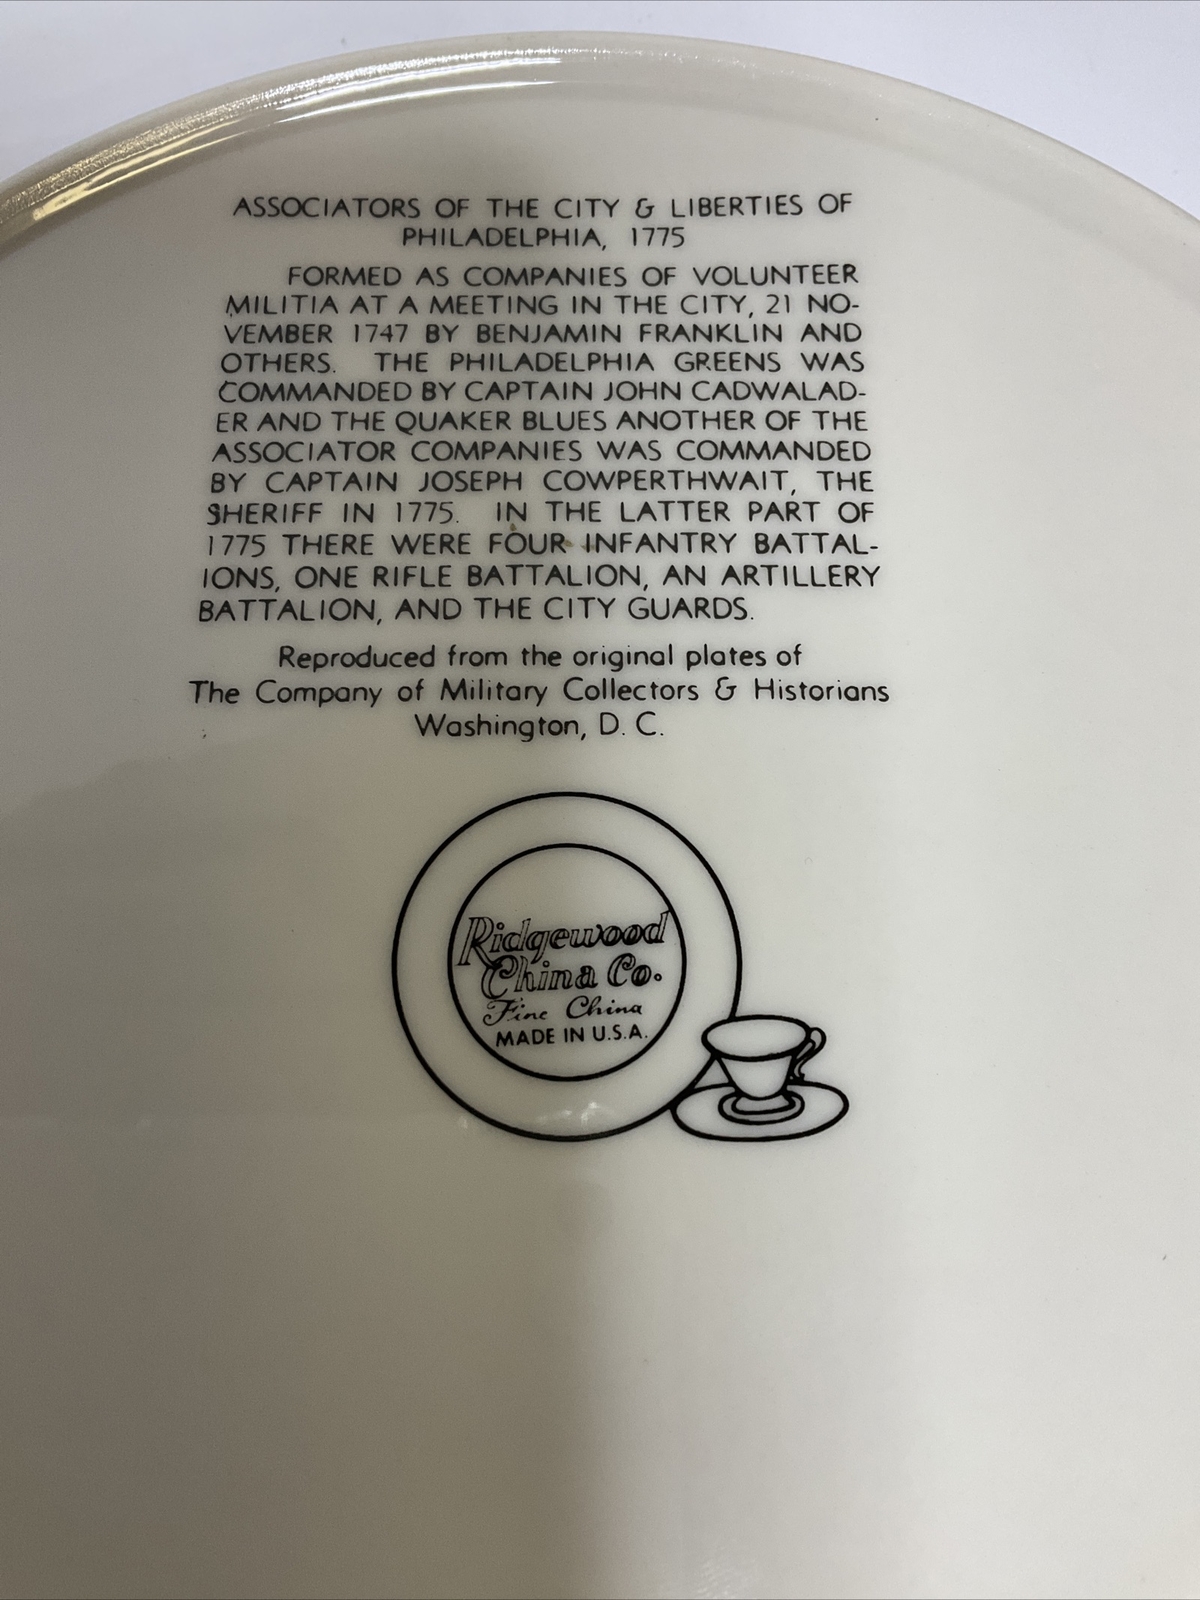 ASSOCIATORS OF THE CITY & LIBERTIES OF
PHILADELPHIA, 1775
FORMED AS COMPANIES OF VOLUNTEER
MILITIA AT A MEETING IN THE CITY, 21 NO-
VEMBER 1747 BY BENJAMIN FRANKLIN AND
OTHERS. THE PHILADELPHIA GREENS WAS
COMMANDED BY CAPTAIN JOHN CADWALAD-
ER AND THE QUAKER BLUES ANOTHER OF THE
ASSOCIATOR COMPANIES WAS COMMANDED
BY CAPTAIN JOSEPH COWPERTHWAIT, THE
SHERIFF IN 1775. IN THE LATTER PART OF
1775 THERE WERE FOUR INFANTRY BATTAL-
IONS, ONE RIFLE BATTALION, AN ARTILLERY
BATTALION, AND THE CITY GUARDS.
Reproduced from the original plates of
The Company of Military Collectors & Historians
Washington, D. C.
Ridgewood
China Co.
Fine China
MADE IN U.S.A.